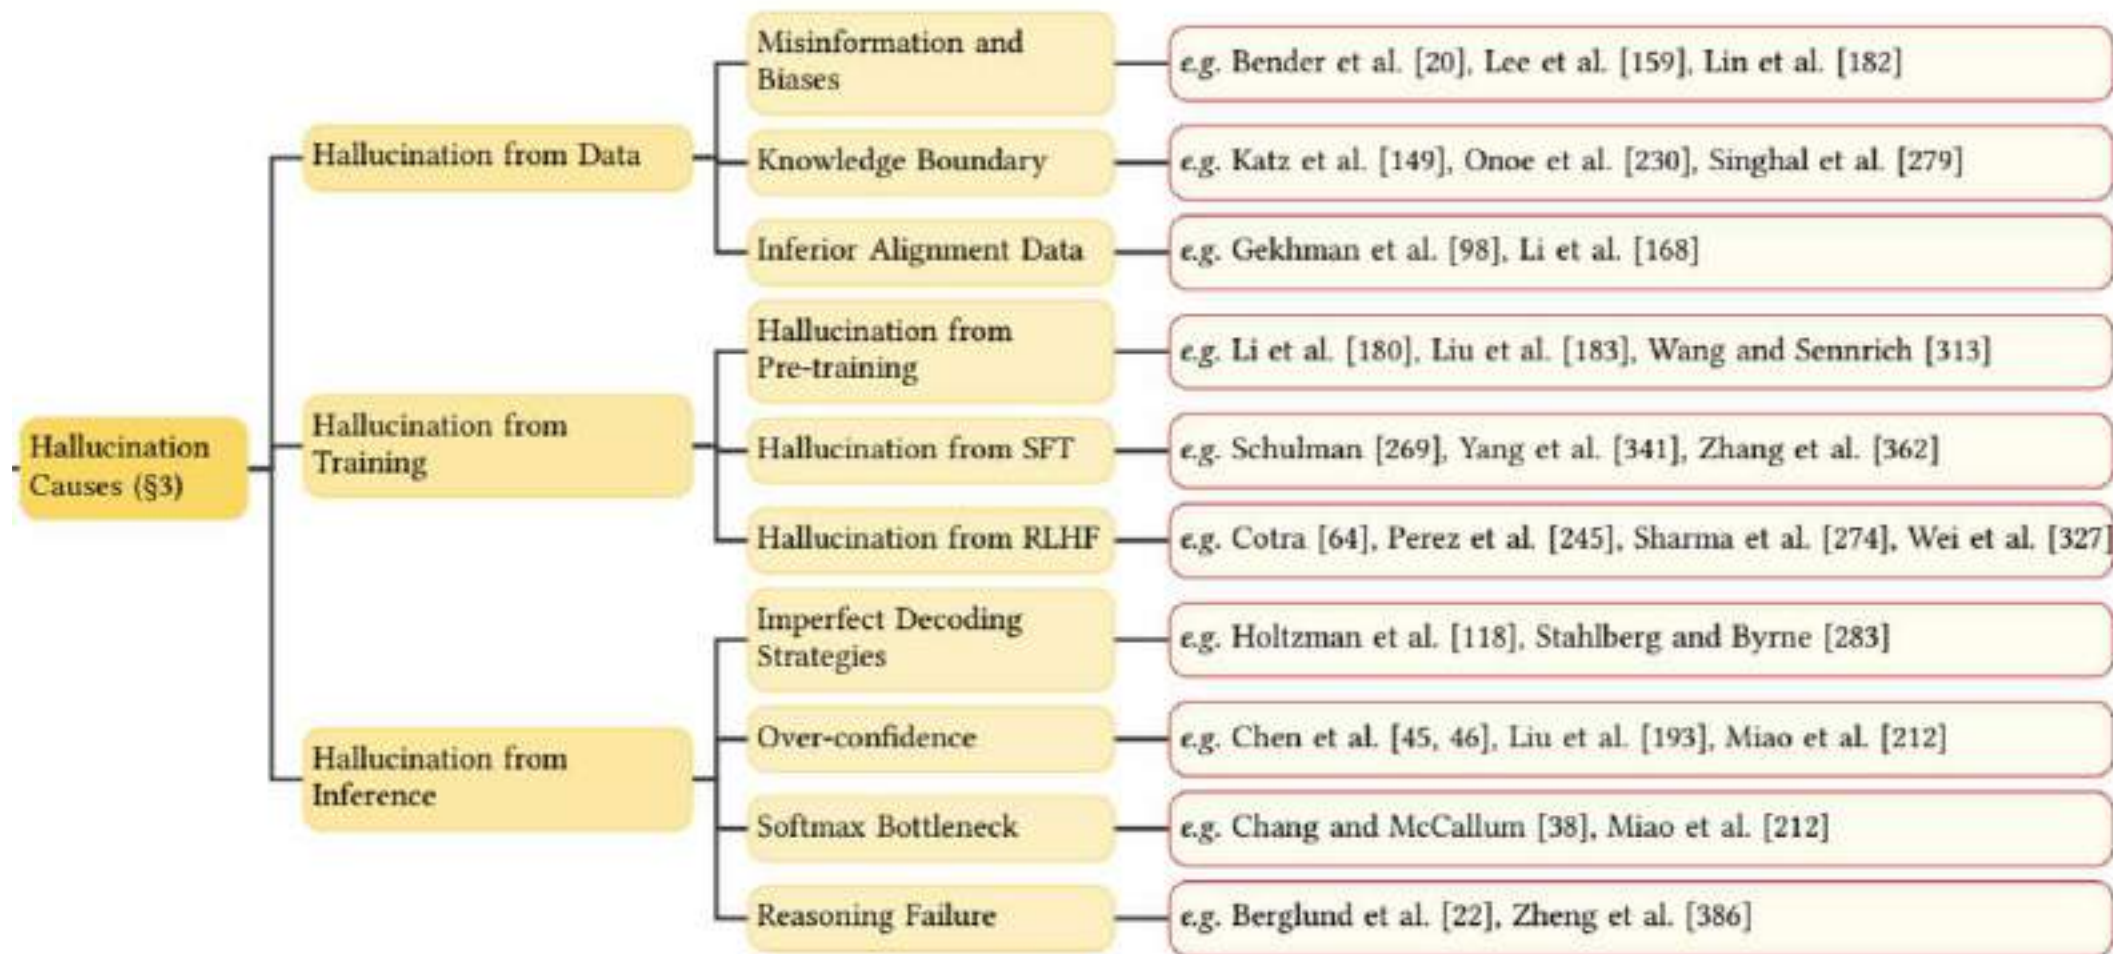 Hallucination
Causes (§3)
Hallucination from Data
Misinformation and
Biases
e.g. Bender et al. [20], Lee et al. [159], Lin et al. [182]
Knowledge Boundary
e.g. Katz et al. [149], Onoe et al. [230], Singhal et al. [279]
Inferior Alignment Data
e.g. Gekhman et al. [98], Li et al. [168]
Hallucination from
Training
Hallucination from
Pre-training
e.g. Li et al. [180], Liu et al. [183], Wang and Sennrich [313]
Hallucination from SFT
e.g. Schulman [269], Yang et al. [341], Zhang et al. [362]
Hallucination from RLHF
e.g. Cotra [64], Perez et al. [245], Sharma et al. [274], Wei et al. [327]
Hallucination from
Inference
Imperfect Decoding
Strategies
e.g. Holtzman et al. [118], Stahlberg and Byrne [283]
Over-confidence
e.g. Chen et al. [45, 46], Liu et al. [193], Miao et al. [212]
Softmax Bottleneck
e.g. Chang and McCallum [38], Miao et al. [212]
Reasoning Failure
e.g. Berglund et al. [22], Zheng et al. [386]